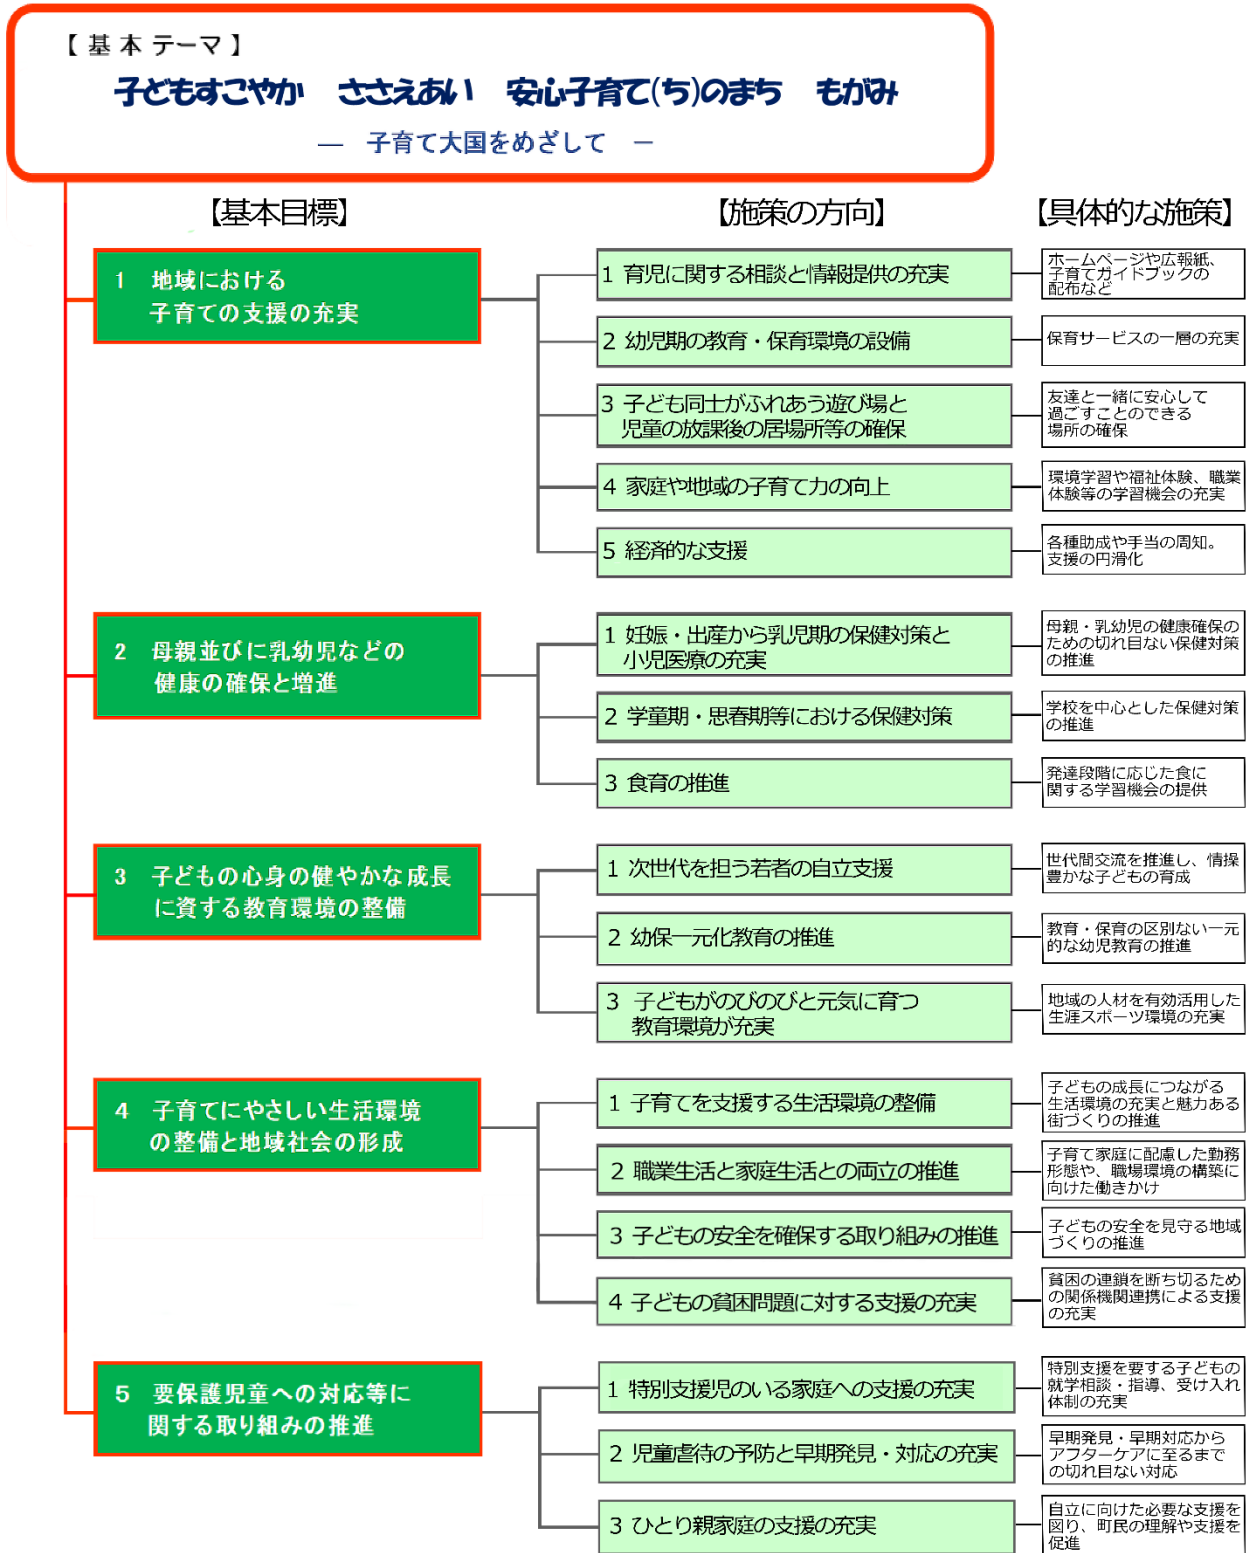 【基本テーマ】
子どもすこやか　ささえあい　安心子育て(ち)のまち　もがみ
―　子育て大国をめざして　－
【基本目標】
【施策の方向】
【具体的な施策】
1　地域における
子育ての支援の充実
1 育児に関する相談と情報提供の充実
ホームページや広報紙、
子育てガイドブックの
配布など
2 幼児期の教育・保育環境の設備
保育サービスの一層の充実
3 子ども同士がふれあう遊び場と
児童の放課後の居場所等の確保
友達と一緒に安心して
過ごすことのできる
場所の確保
4 家庭や地域の子育て力の向上
環境学習や福祉体験、職業
体験等の学習機会の充実
5 経済的な支援
各種助成や手当の周知。
支援の円滑化
2　母親並びに乳幼児などの
健康の確保と増進
1 妊娠・出産から乳児期の保健対策と
小児医療の充実
母親・乳幼児の健康確保の
ための切れ目ない保健対策
の推進
2 学童期・思春期等における保健対策
学校を中心とした保健対策
の推進
3 食育の推進
発達段階に応じた食に
関する学習機会の提供
3　子どもの心身の健やかな成長
に資する教育環境の整備
1 次世代を担う若者の自立支援
世代間交流を推進し、情操
豊かな子どもの育成
2 幼保一元化教育の推進
教育・保育の区別ない一元
的な幼児教育の推進
3 子どもがのびのびと元気に育つ
教育環境が充実
地域の人材を有効活用した
生涯スポーツ環境の充実
4　子育てにやさしい生活環境
の整備と地域社会の形成
1 子育てを支援する生活環境の整備
子どもの成長につながる
生活環境の充実と魅力ある
街づくりの推進
2 職業生活と家庭生活との両立の推進
子育て家庭に配慮した勤務
形態や、職場環境の構築に
向けた働きかけ
3 子どもの安全を確保する取り組みの推進
子どもの安全を見守る地域
づくりの推進
4 子どもの貧困問題に対する支援の充実
貧困の連鎖を断ち切るため
の関係機関連携による支援
の充実
5　要保護児童への対応等に
関する取り組みの推進
1 特別支援児のいる家庭への支援の充実
特別支援を要する子どもの
就学相談・指導、受け入れ
体制の充実
2 児童虐待の予防と早期発見・対応の充実
早期発見・早期対応から
アフターケアに至るまで
の切れ目ない対応
3 ひとり親家庭の支援の充実
自立に向けた必要な支援を
図り、町民の理解や支援を
促進